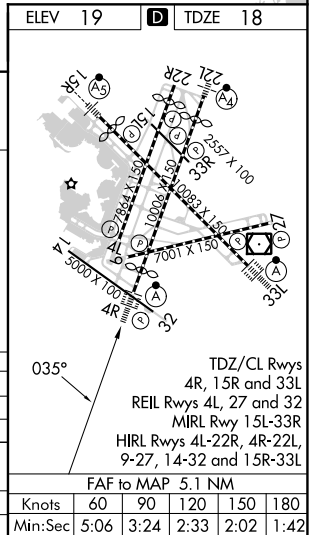 ELEV 19 D TDZE 18
15R
A5
22R
22L
A4
15L
P
P
P
P
33R
2557 X 100
7864 X 150
10006 X 150
10083 X 150
27
P
P
P
9
7001 X 150
14
5000 X 100
A
A
33L
4R
P
32
035°
TDZ/CL Rwys
4R, 15R and 33L
REIL Rwys 4L, 27 and 32
MIRL Rwy 15L-33R
HIRL Rwys 4L-22R, 4R-22L,
9-27, 14-32 and 15R-33L
FAF to MAP 5.1 NM
Knots 60 90 120 150 180
Min:Sec 5:06 3:24 2:33 2:02 1:42